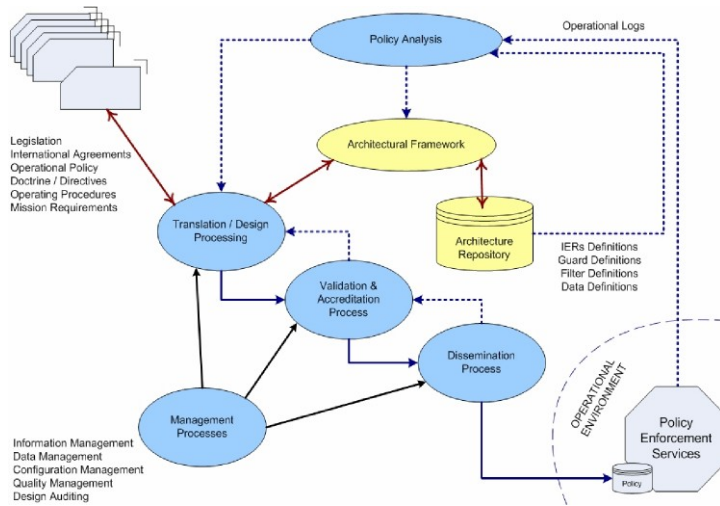 Operational Logs
Policy Analysis
Legislation
International Agreements
Operational Policy
Doctrine / Directives
Operating Procedures
Mission Requirements
Architectural Framework
Translation / Design
Processing
Architecture
Repository
IERs Definitions
Guard Definitions
Filter Definitions
Data Definitions
Validation &
Accreditation
Process
Dissemination
Process
OPERATIONAL
ENVIRONMENT
Management
Processes
Policy
Enforcement
Services
Policy
Information Management
Data Management
Configuration Management
Quality Management
Design Auditing